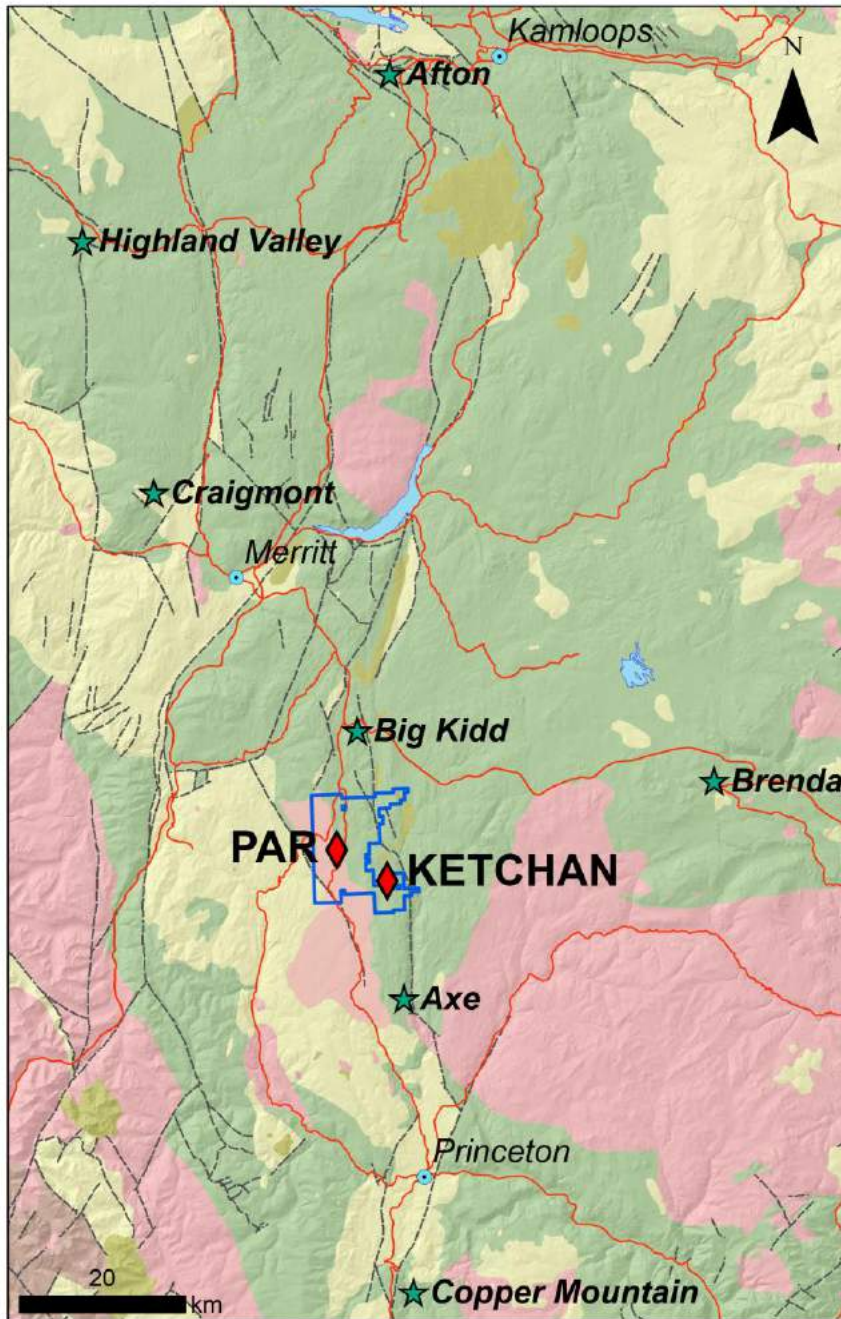 Kamloops
N
Afton
Highland Valley
Craigmont
Merritt
Big Kidd
Brenda
PAR
KETCHAN
Axe
Princeton
20
km
Copper Mountain